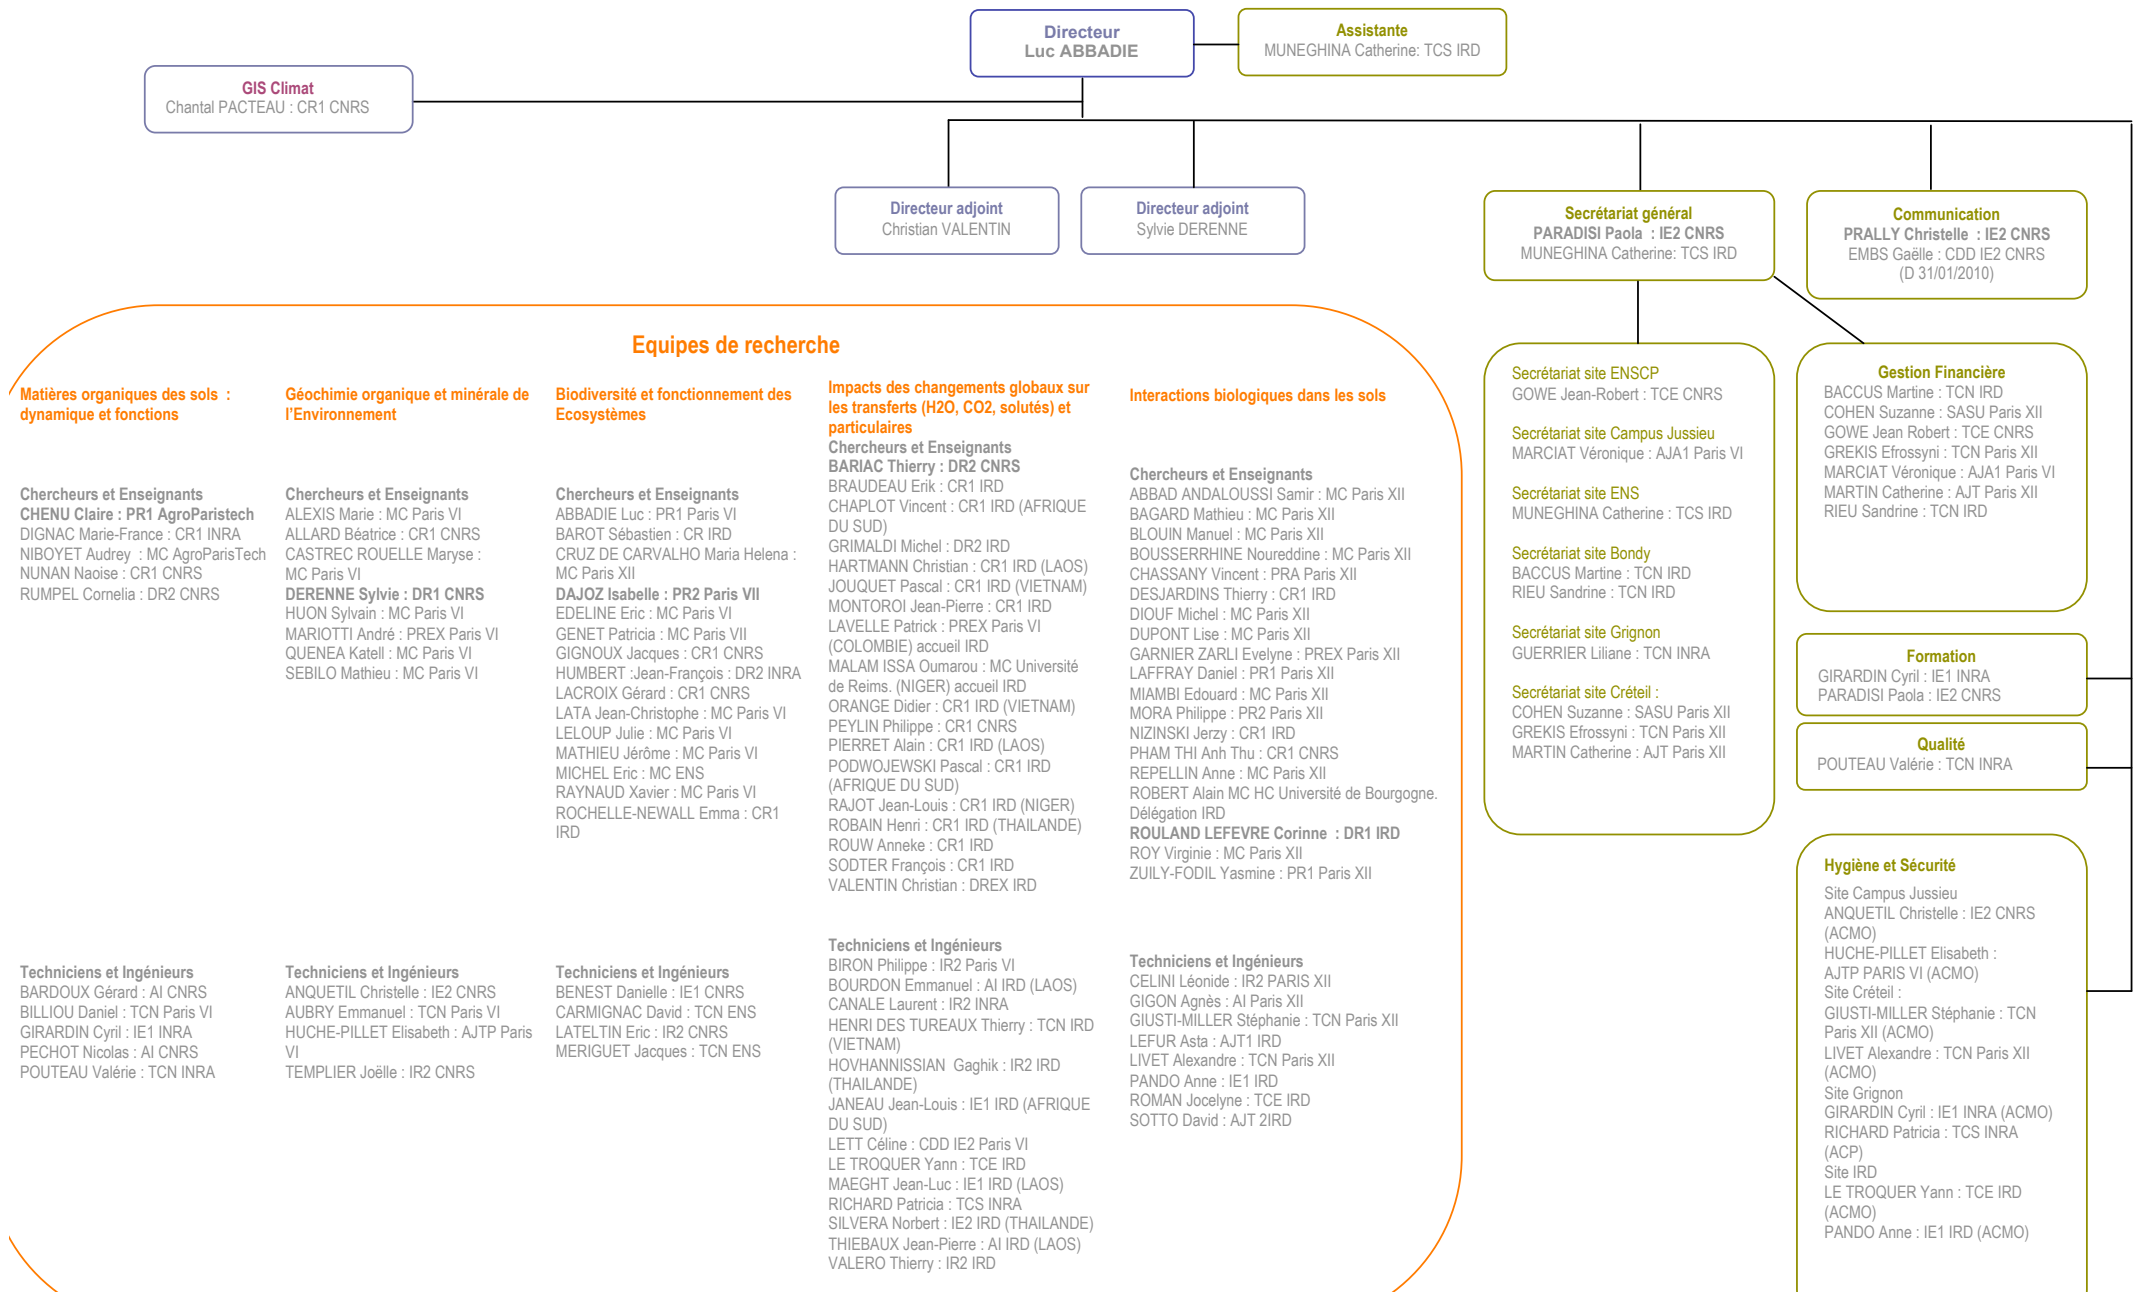 Directeur
Luc ABBADIE
Assistante
MUNEGHINA Catherine: TCS IRD
GIS Climat
Chantal PACTEAU : CR1 CNRS
Directeur adjoint
Christian VALENTIN
Directeur adjoint
Sylvie DERENNE
Secrétariat général
PARADISI Paola : IE2 CNRS
MUNEGHINA Catherine: TCS IRD
Communication
PRALLY Christelle : IE2 CNRS
EMBS Gaëlle : CDD IE2 CNRS
(D 31/01/2010)
Equipes de recherche
Matières organiques des sols :
dynamique et fonctions
Chercheurs et Enseignants
CHENU Claire : PR1 AgroParistech
DIGNAC Marie-France : CR1 INRA
NIBOYET Audrey : MC AgroParisTech
NUNAN Naoise : CR1 CNRS
RUMPEL Cornelia : DR2 CNRS
Techniciens et Ingénieurs
BARDOUX Gérard : AI CNRS
BILLIOU Daniel : TCN Paris VI
GIRARDIN Cyril : IE1 INRA
PECHOT Nicolas : AI CNRS
POUTEAU Valérie : TCN INRA
Géochimie organique et minérale de
l'Environnement
Chercheurs et Enseignants
ALEXIS Marie : MC Paris VI
ALLARD Béatrice : CR1 CNRS
CASTREC ROUELLE Maryse :
MC Paris VI
DERENNE Sylvie : DR1 CNRS
HUON Sylvain : MC Paris VI
MARIOTTI André : PREX Paris VI
QUENEA Katell : MC Paris VI
SEBILO Mathieu : MC Paris VI
Techniciens et Ingénieurs
ANQUETIL Christelle : IE2 CNRS
AUBRY Emmanuel : TCN Paris VI
HUCHE-PILLET Elisabeth : AJTP Paris
VI
TEMPLIER Joëlle : IR2 CNRS
Biodiversité et fonctionnement des
Ecosystèmes
Chercheurs et Enseignants
ABBADIE Luc : PR1 Paris VI
BAROT Sébastien : CR IRD
CRUZ DE CARVALHO Maria Helena :
MC Paris XII
DAJOZ Isabelle : PR2 Paris VII
EDELINE Eric : MC Paris VI
GENET Patricia : MC Paris VII
GIGNOUX Jacques : CR1 CNRS
HUMBERT :Jean-François : DR2 INRA
LACROIX Gérard : CR1 CNRS
LATA Jean-Christophe : MC Paris VI
LELOUP Julie : MC Paris VI
MATHIEU Jérôme : MC Paris VI
MICHEL Eric : MC ENS
RAYNAUD Xavier : MC Paris VI
ROCHELLE-NEWALL Emma : CR1
IRD
Techniciens et Ingénieurs
BENEST Danielle : IE1 CNRS
CARMIGNAC David : TCN ENS
LATELTIN Eric : IR2 CNRS
MERIGUET Jacques : TCN ENS
Impacts des changements globaux sur
les transferts (H2O, CO2, solutés) et
particulaires
Chercheurs et Enseignants
BARIAC Thierry : DR2 CNRS
BRAUDEAU Erik : CR1 IRD
CHAPLOT Vincent : CR1 IRD (AFRIQUE
DU SUD)
GRIMALDI Michel : DR2 IRD
HARTMANN Christian : CR1 IRD (LAOS)
JOUQUET Pascal : CR1 IRD (VIETNAM)
MONTOROI Jean-Pierre : CR1 IRD
LAVELLE Patrick : PREX Paris VI
(COLOMBIE) accueil IRD
MALAM ISSA Oumarou : MC Université
de Reims. (NIGER) accueil IRD
ORANGE Didier : CR1 IRD (VIETNAM)
PEYLIN Philippe : CR1 CNRS
PIERRET Alain : CR1 IRD (LAOS)
PODWOJEWSKI Pascal : CR1 IRD
(AFRIQUE DU SUD)
RAJOT Jean-Louis : CR1 IRD (NIGER)
ROBAIN Henri : CR1 IRD (THAILANDE)
ROUW Anneke : CR1 IRD
SODTER François : CR1 IRD
VALENTIN Christian : DREX IRD
Techniciens et Ingénieurs
BIRON Philippe : IR2 Paris VI
BOURDON Emmanuel : AI IRD (LAOS)
CANALE Laurent : IR2 INRA
HENRI DES TUREAUX Thierry : TCN IRD
(VIETNAM)
HOVHANNISSIAN Gaghik : IR2 IRD
(THAILANDE)
JANEAU Jean-Louis : IE1 IRD (AFRIQUE
DU SUD)
LETT Céline : CDD IE2 Paris VI
LE TROQUER Yann : TCE IRD
MAEGHT Jean-Luc : IE1 IRD (LAOS)
RICHARD Patricia : TCS INRA
SILVERA Norbert : IE2 IRD (THAILANDE)
THIEBAUX Jean-Pierre : AI IRD (LAOS)
VALERO Thierry : IR2 IRD
Interactions biologiques dans les sols
Chercheurs et Enseignants
ABBAD ANDALOUSSI Samir : MC Paris XII
BAGARD Mathieu : MC Paris XII
BLOUIN Manuel : MC Paris XII
BOUSSERRHINE Noureddine : MC Paris XII
CHASSANY Vincent : PRA Paris XII
DESJARDINS Thierry : CR1 IRD
DIOUF Michel : MC Paris XII
DUPONT Lise : MC Paris XII
GARNIER ZARLI Evelyne : PREX Paris XII
LAFFRAY Daniel : PR1 Paris XII
MIAMBI Edouard : MC Paris XII
MORA Philippe : PR2 Paris XII
NIZINSKI Jerzy : CR1 IRD
PHAM THI Anh Thu : CR1 CNRS
REPELLIN Anne : MC Paris XII
ROBERT Alain MC HC Université de Bourgogne.
Délégation IRD
ROULAND LEFEVRE Corinne : DR1 IRD
ROY Virginie : MC Paris XII
ZUILY-FODIL Yasmine : PR1 Paris XII
Techniciens et Ingénieurs
CELINI Léonide : IR2 PARIS XII
GIGON Agnès : AI Paris XII
GIUSTI-MILLER Stéphanie : TCN Paris XII
LEFUR Asta : AJT1 IRD
LIVET Alexandre : TCN Paris XII
PANDO Anne : IE1 IRD
ROMAN Jocelyne : TCE IRD
SOTTO David : AJT 2IRD
Secrétariat site ENSCP
GOWE Jean-Robert : TCE CNRS
Secrétariat site Campus Jussieu
MARCIAT Véronique : AJA1 Paris VI
Secrétariat site ENS
MUNEGHINA Catherine : TCS IRD
Secrétariat site Bondy
BACCUS Martine : TCN IRD
RIEU Sandrine : TCN IRD
Secrétariat site Grignon
GUERRIER Liliane : TCN INRA
Secrétariat site Créteil :
COHEN Suzanne : SASU Paris XII
GREKIS Efrossyni : TCN Paris XII
MARTIN Catherine : AJT Paris XII
Gestion Financière
BACCUS Martine : TCN IRD
COHEN Suzanne : SASU Paris XII
GOWE Jean Robert : TCE CNRS
GREKIS Efrossyni : TCN Paris XII
MARCIAT Véronique : AJA1 Paris VI
MARTIN Catherine : AJT Paris XII
RIEU Sandrine : TCN IRD
Formation
GIRARDIN Cyril : IE1 INRA
PARADISI Paola : IE2 CNRS
Qualité
POUTEAU Valérie : TCN INRA
Hygiène et Sécurité
Site Campus Jussieu
ANQUETIL Christelle : IE2 CNRS
(ACMO)
HUCHE-PILLET Elisabeth :
AJTP PARIS VI (ACMO)
Site Créteil :
GIUSTI-MILLER Stéphanie : TCN
Paris XII (ACMO)
LIVET Alexandre : TCN Paris XII
(ACMO)
Site Grignon
GIRARDIN Cyril : IE1 INRA (ACMO)
RICHARD Patricia : TCS INRA
(ACP)
Site IRD
LE TROQUER Yann : TCE IRD
(ACMO)
PANDO Anne : IE1 IRD (ACMO)